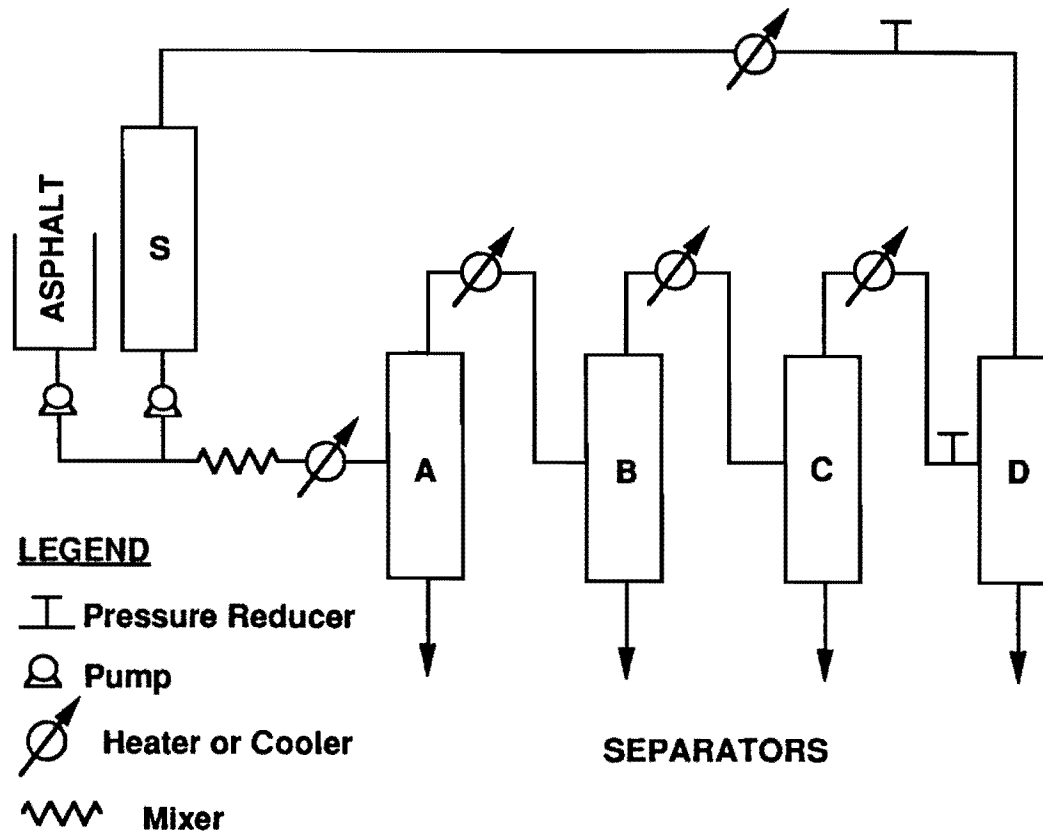 ASPHALT
S
A
B
C
D
LEGEND
Pressure Reducer
Pump
Heater or Cooler
Mixer
SEPARATORS